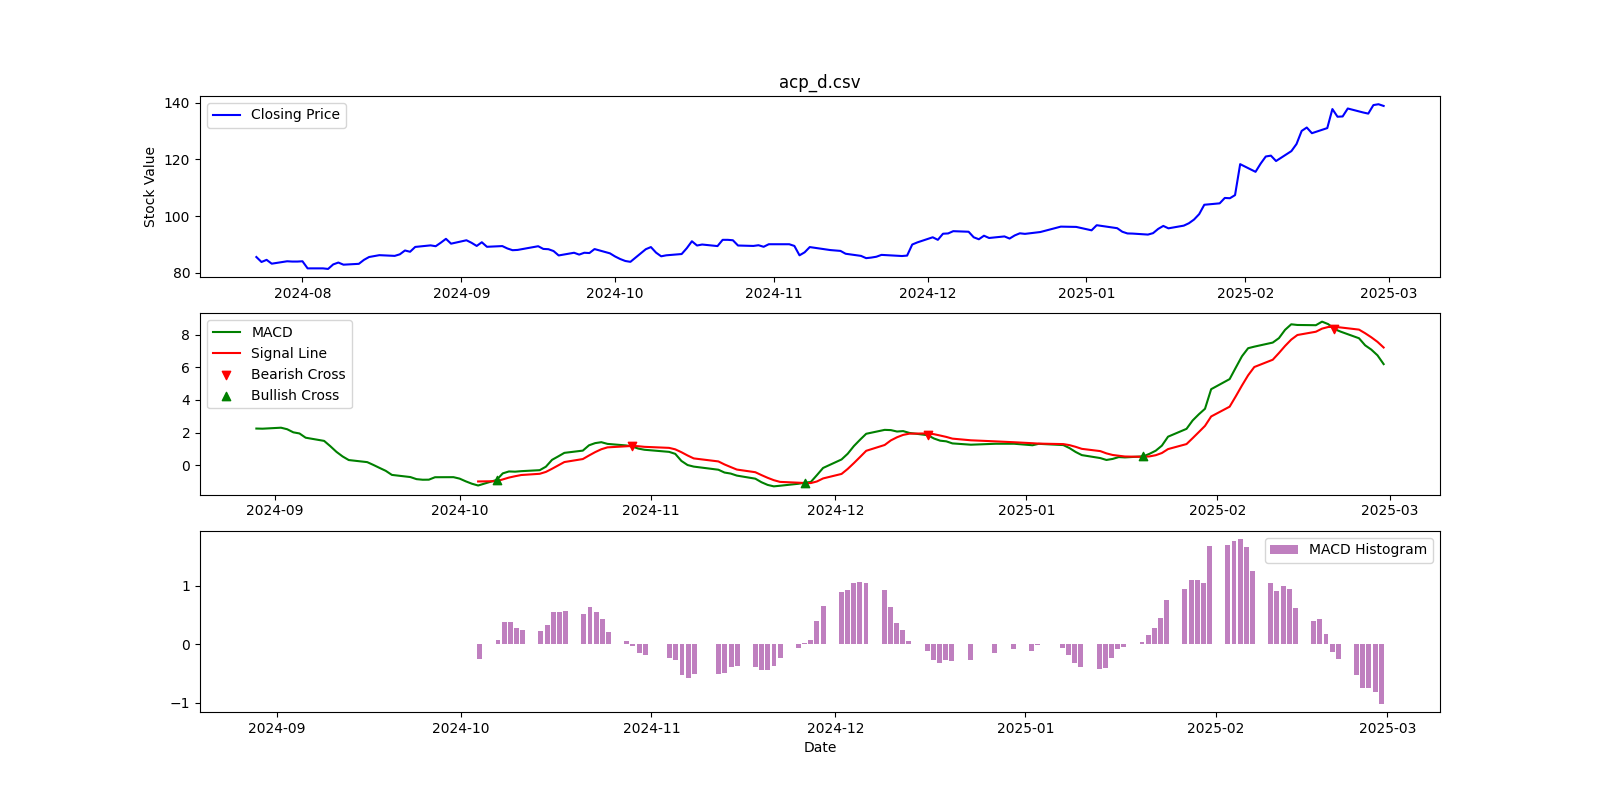 acp_d.csv
Stock Value
140
120
100
80
Closing Price
2024-08 2024-09 2024-10 2024-11 2024-12 2025-01 2025-02 2025-03
8
6
4
2
0
MACD
Signal Line
Bearish Cross
Bullish Cross
2024-09 2024-10 2024-11 2024-12 2025-01 2025-02 2025-03
1
0
−1
MACD Histogram
2024-09 2024-10 2024-11 2024-12 2025-01 2025-02 2025-03
Date